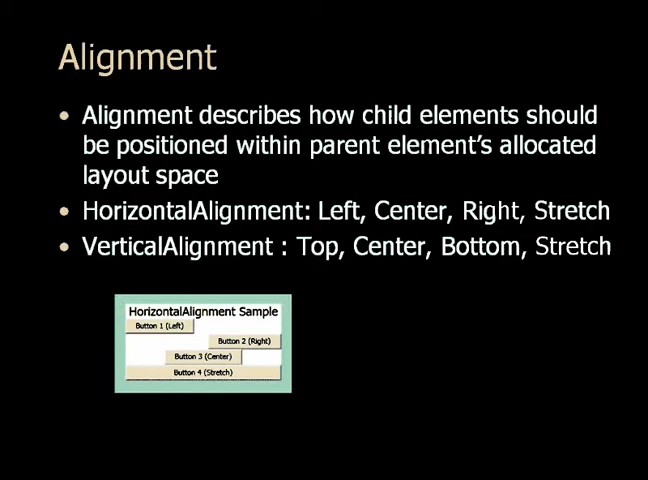 Alignment
• Alignment describes how child elements should
be positioned within parent element's allocated
layout space
• HorizontalAlignment: Left, Center, Right, Stretch
• VerticalAlignment : Top, Center, Bottom, Stretch
HorizontalAlignment Sample
Button 1 (Left)
Button 2 (Right)
Button 3 (Center)
Button 4 (Stretch)